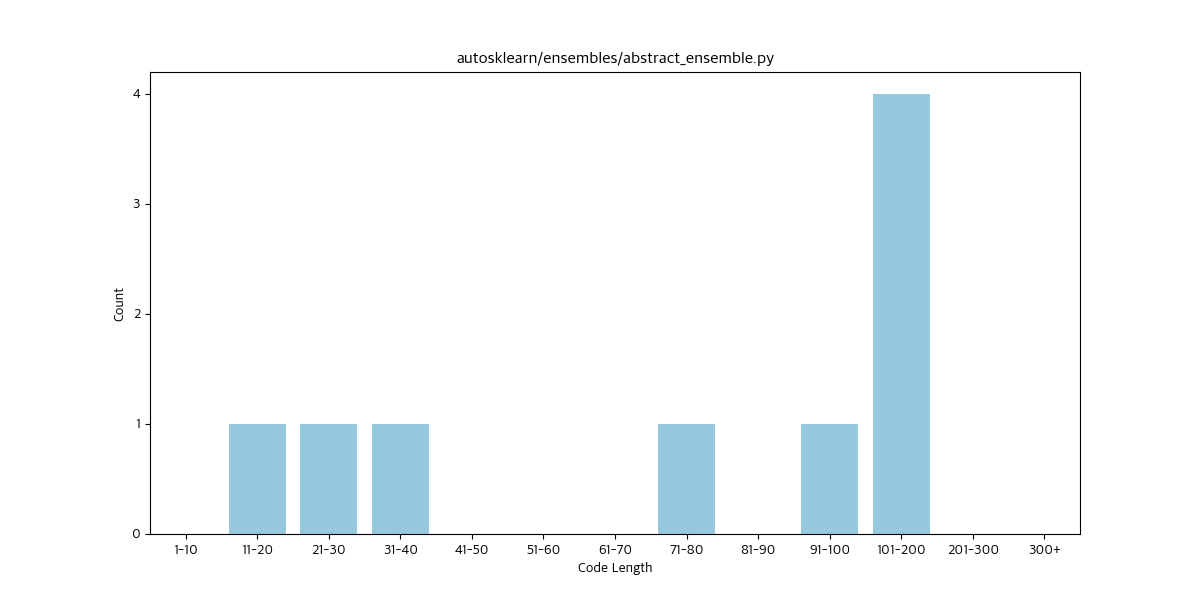 autosklearn/ensembles/abstract_ensemble.py
4
3
2
1
0
Count
1-10 11-20 21-30 31-40 41-50 51-60 61-70 71-80 81-90 91-100 101-200 201-300 300+
Code Length